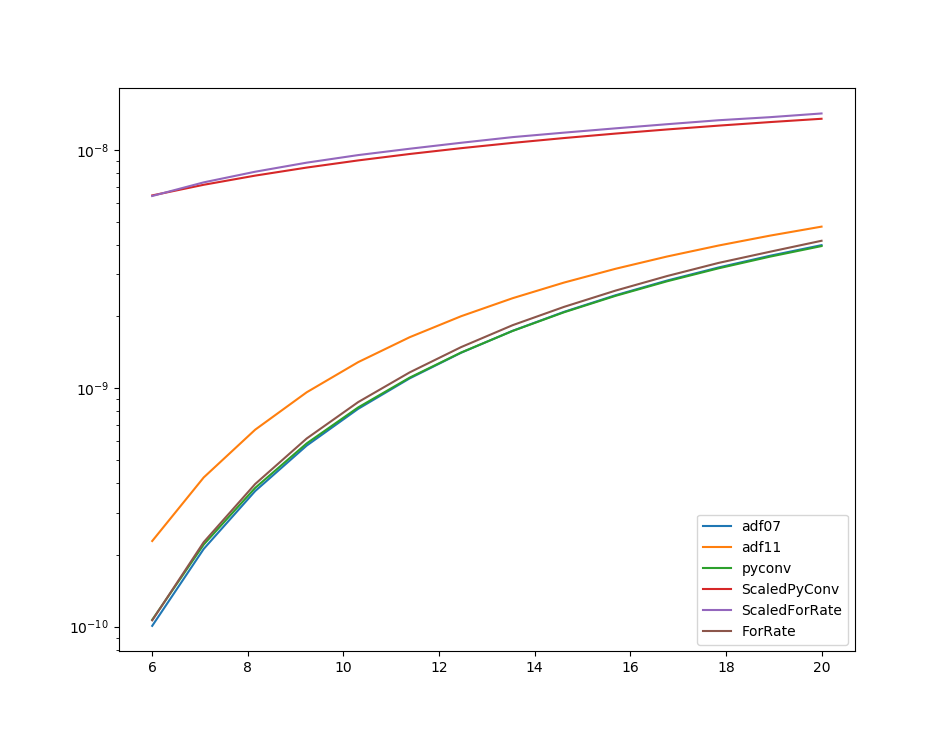 10⁻⁸
10⁻⁹
10⁻¹⁰
6 8 10 12 14 16 18 20
adf07
adf11
pyconv
ScaledPyConv
ScaledForRate
ForRate